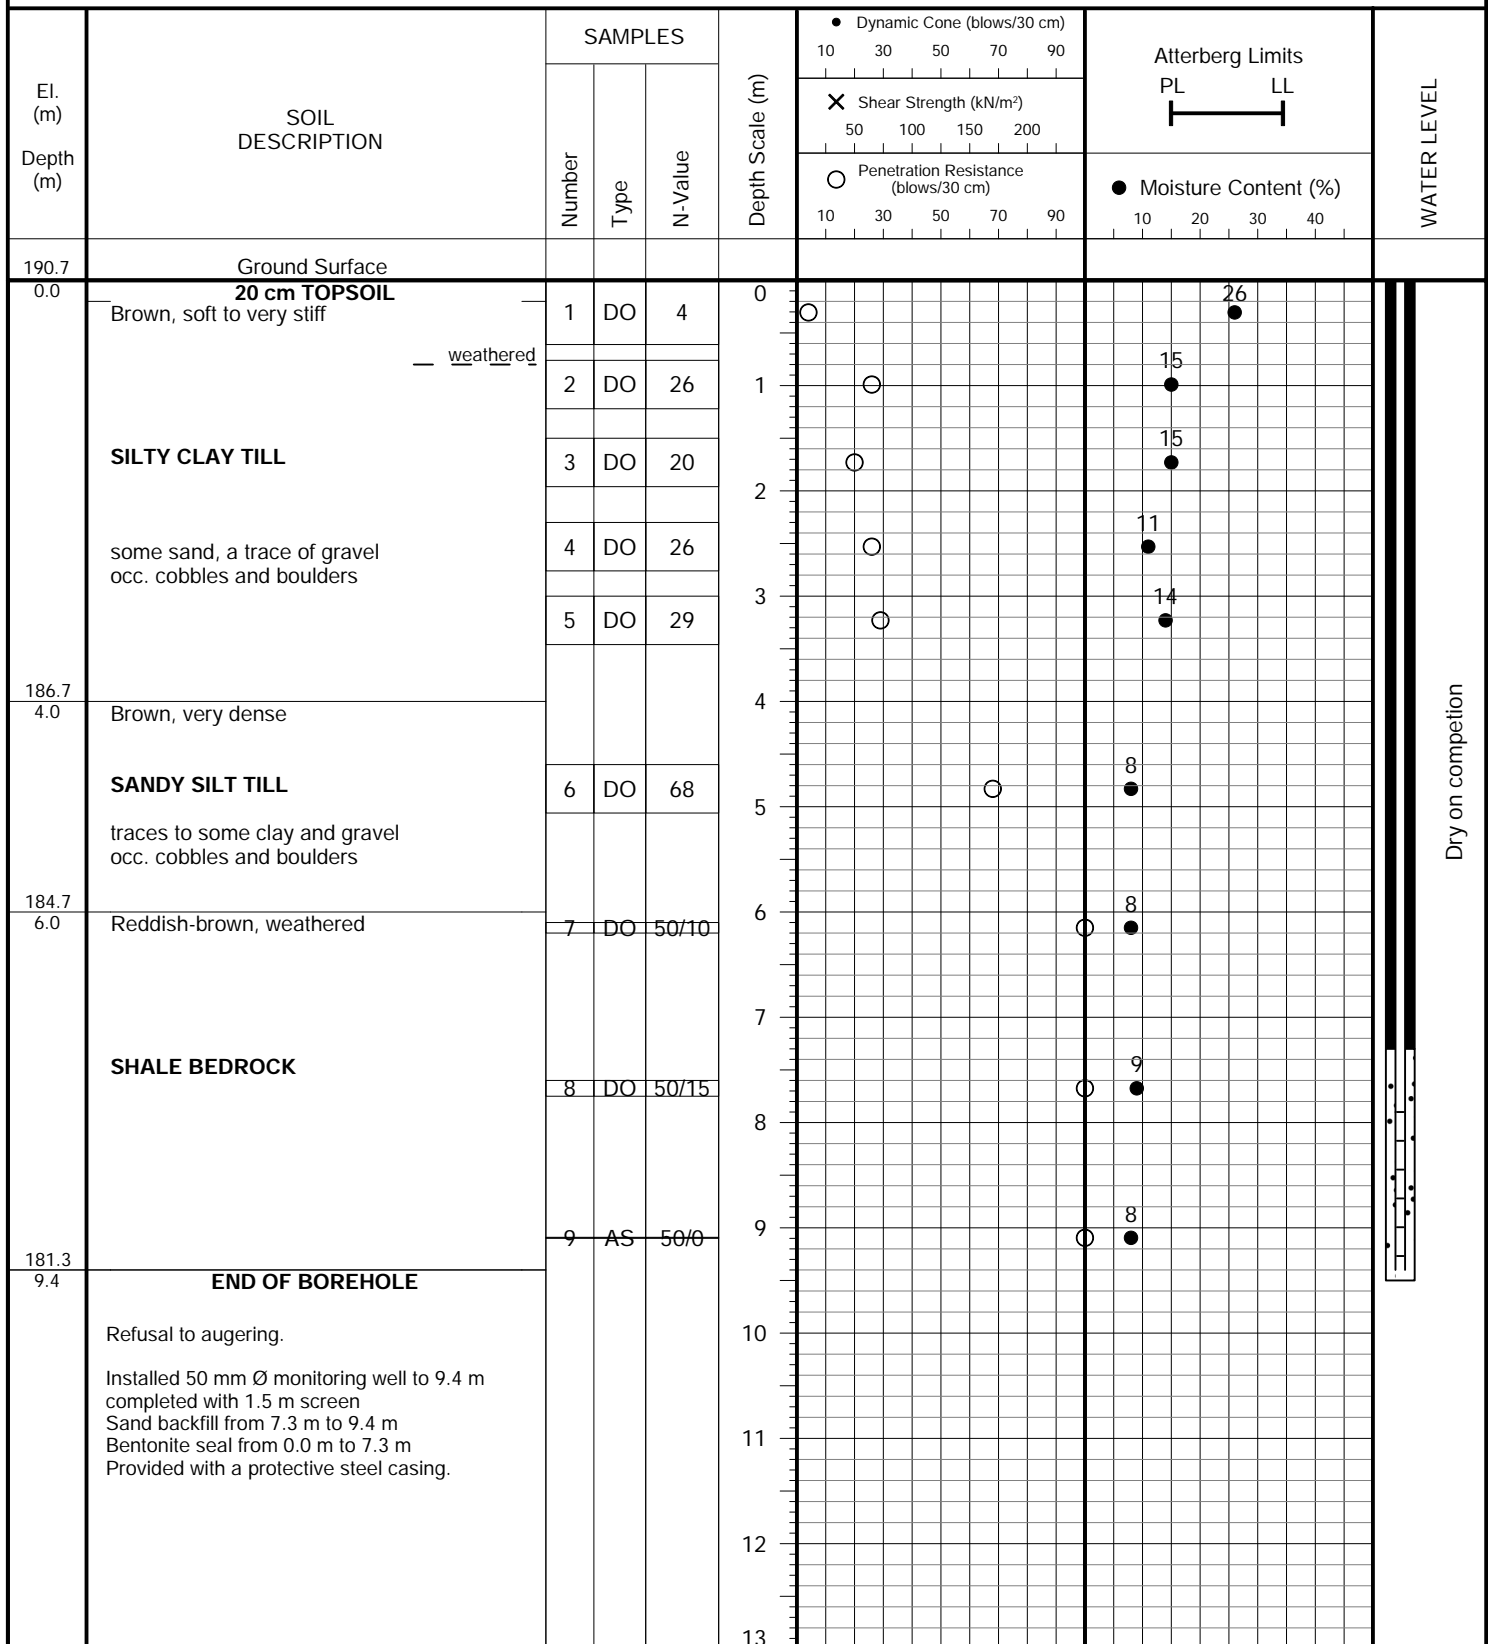 El.
(m)
Depth
(m)
SOIL
DESCRIPTION
SAMPLES
Number
Type
N-Value
Depth Scale (m)
Dynamic Cone (blows/30 cm)
10 30 50 70 90
Shear Strength (kN/m²)
50 100 150 200
Penetration Resistance
(blows/30 cm)
10 30 50 70 90
Atterberg Limits
PL LL
Moisture Content (%)
10 20 30 40
WATER LEVEL
190.7 Ground Surface
0.0 20 cm TOPSOIL 0 26
Brown, soft to very stiff 1 DO 4
weathered 15
2 DO 26 1
15
SILTY CLAY TILL 3 DO 20
2
11
some sand, a trace of gravel 4 DO 26
occ. cobbles and boulders
3 14
5 DO 29
186.7
4.0 Brown, very dense 4
Dry on competion
8
SANDY SILT TILL 6 DO 68
5
traces to some clay and gravel
occ. cobbles and boulders
184.7 6 8
6.0 Reddish-brown, weathered 7 DO 50/10
7
SHALE BEDROCK 9
8 DO 50/15
8
8
9
9 AS 50/0
181.3
9.4 END OF BOREHOLE
Refusal to augering. 10
Installed 50 mm Ø monitoring well to 9.4 m
completed with 1.5 m screen
Sand backfill from 7.3 m to 9.4 m
Bentonite seal from 0.0 m to 7.3 m 11
Provided with a protective steel casing.
12
13